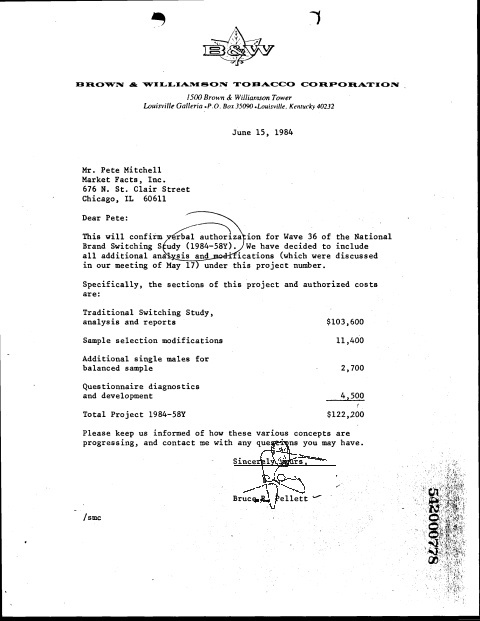 B&W
BROWN & WILLIAMSON TOBACCO CORPORATION
1500 Brown & Williamson Tower
Louisville Galleria • P.O. Box 35090 • Louisville, Kentucky 40232
June 15, 1984
Mr. Pete Mitchell
Market Facts, Inc.
676 N. St. Clair Street
Chicago, IL 60611
Dear Pete:
This will confirm verbal authorization for Wave 36 of the National
Brand Switching Study (1984-58Y). We have decided to include
all additional analysis and modifications (which were discussed
in our meeting of May 17) under this project number.
Specifically, the sections of this project and authorized costs
are:
Traditional Switching Study,
analysis and reports $103,600
Sample selection modifications 11,400
Additional single males for
balanced sample 2,700
Questionnaire diagnostics
and development 4,500
Total Project 1984-58Y $122,200
Please keep us informed of how these various concepts are
progressing, and contact me with any questions you may have.
Sincerely yours,
Bruce R. Pellett
/smc
542000778